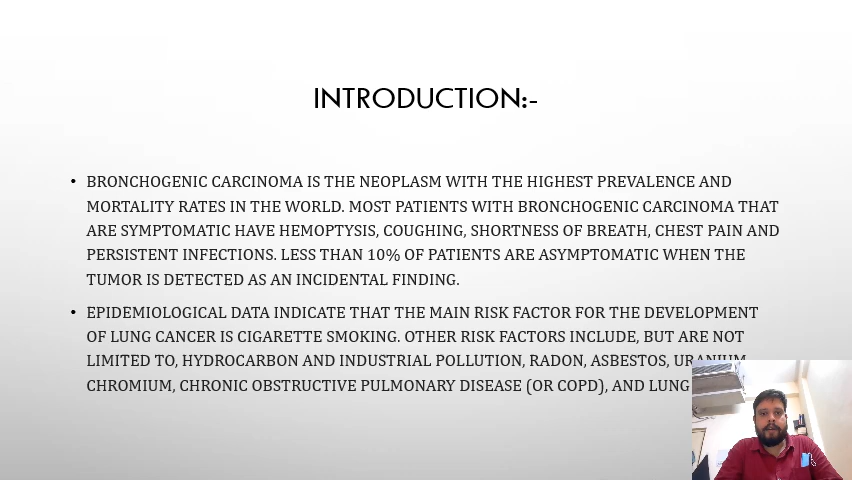 INTRODUCTION:-
• BRONCHOGENIC CARCINOMA IS THE NEOPLASM WITH THE HIGHEST PREVALENCE AND
MORTALITY RATES IN THE WORLD. MOST PATIENTS WITH BRONCHOGENIC CARCINOMA THAT
ARE SYMPTOMATIC HAVE HEMOPTYSIS, COUGHING, SHORTNESS OF BREATH, CHEST PAIN AND
PERSISTENT INFECTIONS. LESS THAN 10% OF PATIENTS ARE ASYMPTOMATIC WHEN THE
TUMOR IS DETECTED AS AN INCIDENTAL FINDING.
• EPIDEMIOLOGICAL DATA INDICATE THAT THE MAIN RISK FACTOR FOR THE DEVELOPMENT
OF LUNG CANCER IS CIGARETTE SMOKING. OTHER RISK FACTORS INCLUDE, BUT ARE NOT
LIMITED TO, HYDROCARBON AND INDUSTRIAL POLLUTION, RADON, ASBESTOS, URANIUM
CHROMIUM, CHRONIC OBSTRUCTIVE PULMONARY DISEASE (OR COPD), AND LUNG